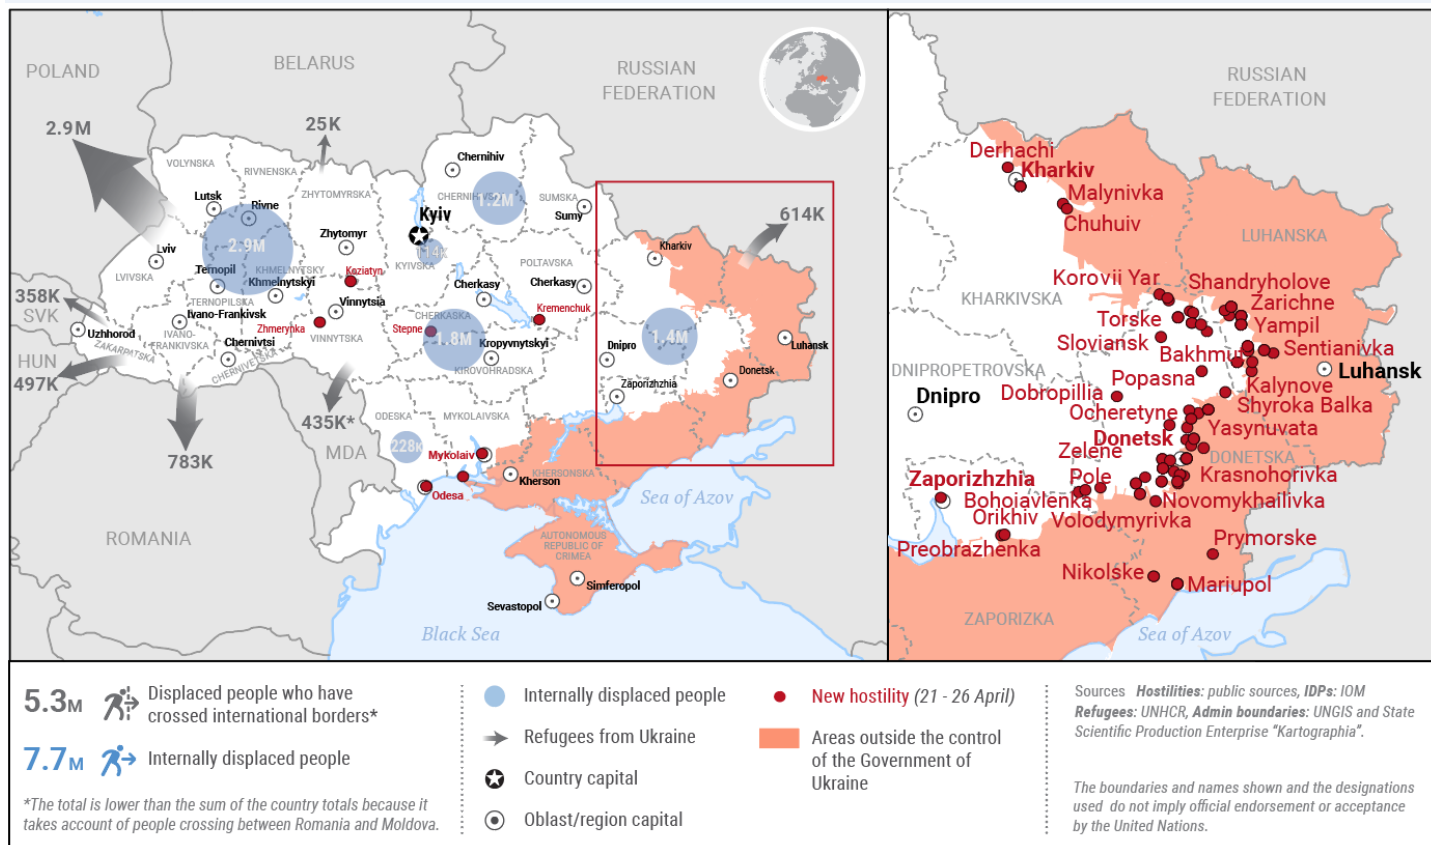 POLAND
BELARUS
RUSSIAN
FEDERATION
2.9M
25K
VOLYNSKA
RIVNENSKA
ZHYTOMYRSKA
Chernihiv
CHERNIHIVSKA
1.2M
SUMSKA
Sumy
Lutsk
Rivne
Kyiv
614K
Zhytomyr
2.9M
Lviv
LVIVSKA
Ternopil
KHMELNYTSKY
Khmelnytskyi
Koziatyn
KYIVSKA
POLTAVSKA
Kharkiv
Cherkasy
Cherkasy
358K
SVK
TERNOPILSKA
Ivano-Frankivsk
Vinnytsia
Kremenchuk
Uzhhorod
ZAKARPATSKA
IVANO-
FRANKIVSKA
Zhmerynka
VINNYTSKA
Stepne
CHERKASKA
1.8M
Kropyvnytskyi
KIROVOHRADSKA
1.4M
Luhansk
Chernivtsi
CHERNIVETSKA
Dnipro
HUN
497K
Donetsk
Zaporizhzhia
435K*
MDA
ODESKA
MYKOLAIVSKA
783K
228K
Mykolaiv
Kherson
KHERSONSKA
Odesa
Sea of Azov
ROMANIA
AUTONOMOUS
REPUBLIC OF
CRIMEA
Simferopol
Sevastopol
Black Sea
RUSSIAN
FEDERATION
Derhachi
Kharkiv
Malynivka
Chuhuiv
LUHANSKA
Korovii Yar
Shandryholove
KHARKIVSKA
Zarichne
Torske
Yampil
Sloviansk
Bakhmut
Sentianivka
DNIPROPETROVSKA
Popasna
Luhansk
Dobropillia
Kalynove
Dnipro
Ocheretyne
Shyroka Balka
Yasynuvata
Donetsk
Zelene
DONETSKA
Zaporizhzhia
Pole
Krasnohorivka
Bohoiavlenka
Novomykhailivka
Orikhiv
Volodymyrivka
Preobrazhenka
Prymorske
Nikolske
Mariupol
ZAPORIZKA
Sea of Azov
5.3M
Displaced people who have
crossed international borders*
7.7M
Internally displaced people
*The total is lower than the sum of the country totals because it
takes account of people crossing between Romania and Moldova.
Internally displaced people
Refugees from Ukraine
Country capital
Oblast/region capital
New hostility (21 - 26 April)
Areas outside the control
of the Government of
Ukraine
Sources Hostilities: public sources, IDPs: IOM
Refugees: UNHCR, Admin boundaries: UNGIS and State
Scientific Production Enterprise “Kartographia”.
The boundaries and names shown and the designations
used do not imply official endorsement or acceptance
by the United Nations.